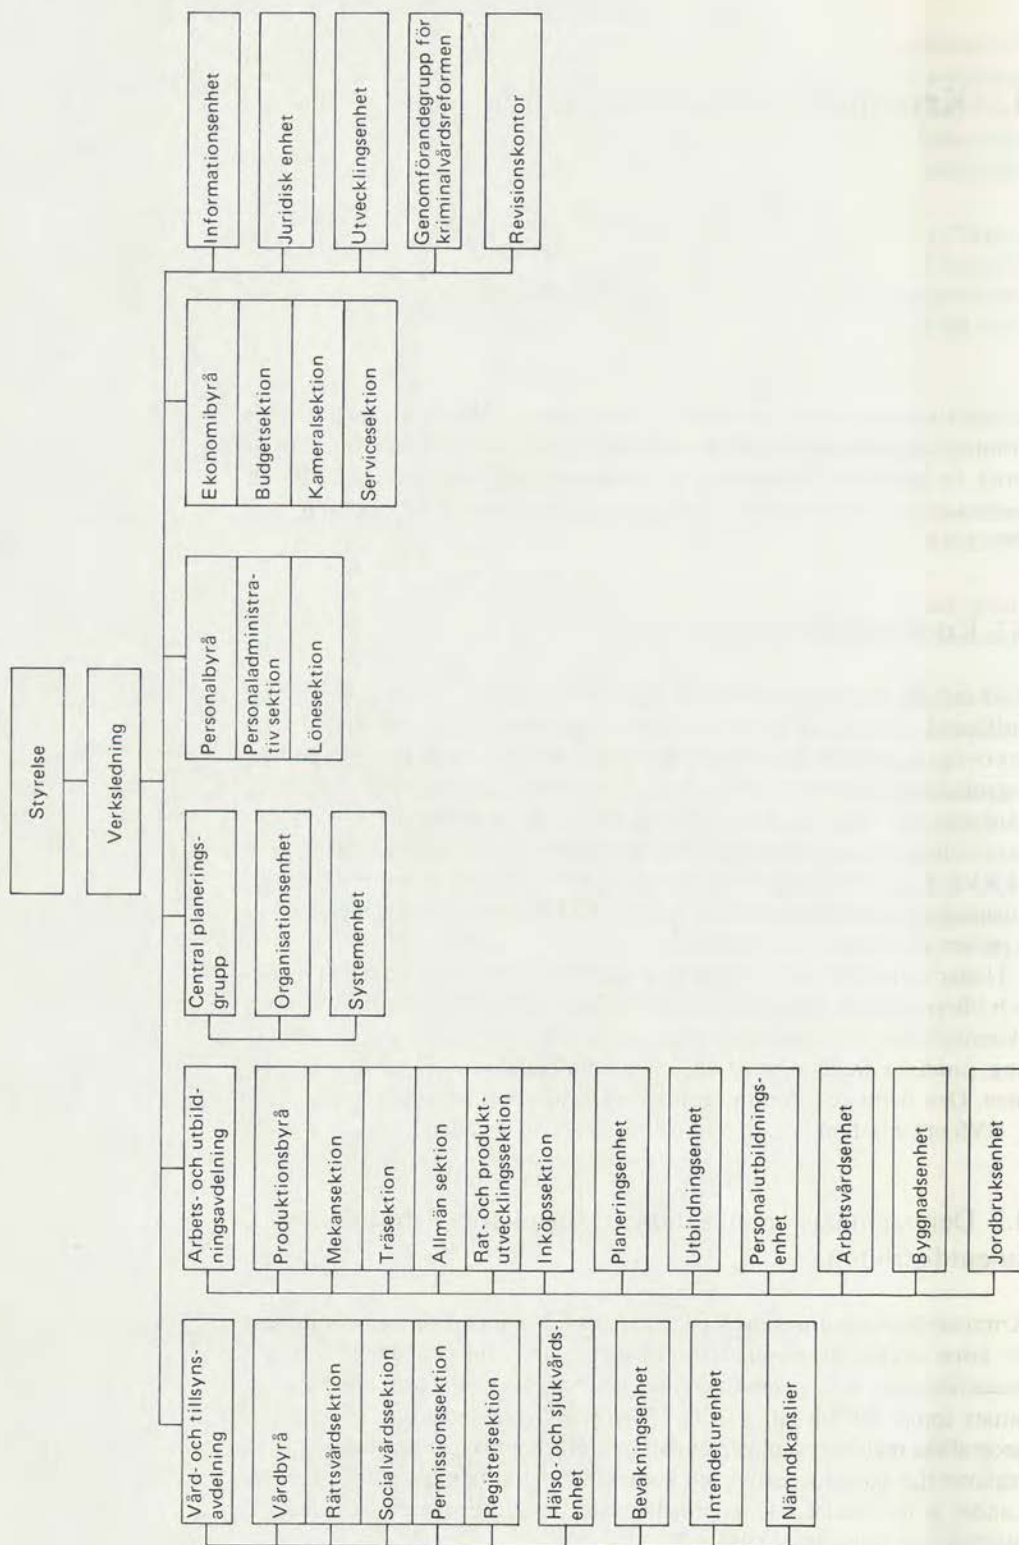 Styrelse
Verksledning
Vård- och tillsyns-
avdelning
Vårdbyrå
Rättsvårdsektion
Socialvårdssektion
Permissionssektion
Registersektion
Hälso- och sjukvårds-
enhet
Bevakningsenhet
Intendenturenhet
Nämndkanslier
Arbets- och utbild-
ningsavdelning
Produktionsbyrå
Mekansektion
Träsektion
Allmän sektion
Rat- och produkt-
utvecklingssektion
Inköpssektion
Planeringsenhet
Utbildningsenhet
Personalutbildnings-
enhet
Arbetsvårdsenhet
Byggnadsenhet
Jordbruksenhet
Central planerings-
grupp
Organisationsenhet
Systemenhet
Personalbyrå
Personaladministra-
tiv sektion
Lönesektion
Ekonomibyrå
Budgetsektion
Kameralsektion
Servicesektion
Informationsenhet
Juridisk enhet
Utvecklingsenhet
Genomförandegrupp för
kriminalvårdsreformen
Revisionskontor